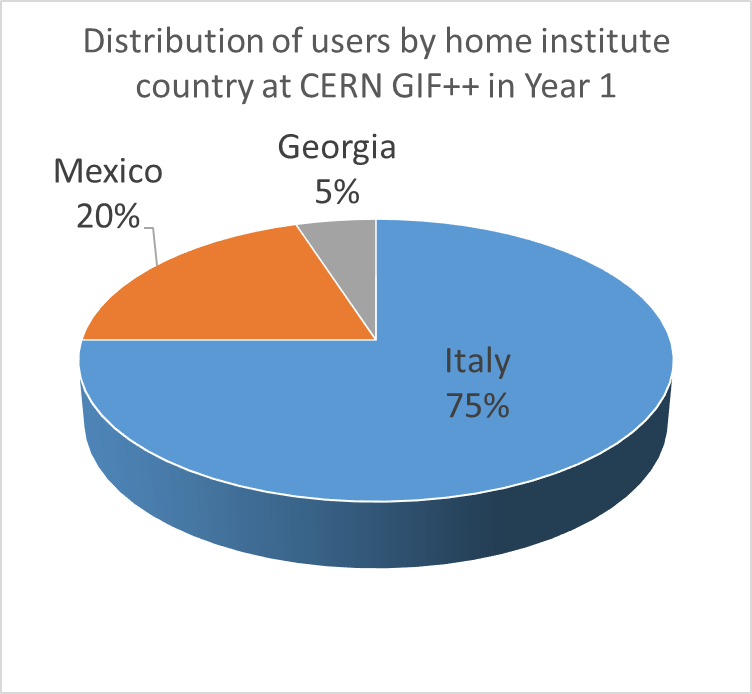 Distribution of users by home institute
country at CERN GIF++ in Year 1
Georgia
5%
Mexico
20%
Italy
75%